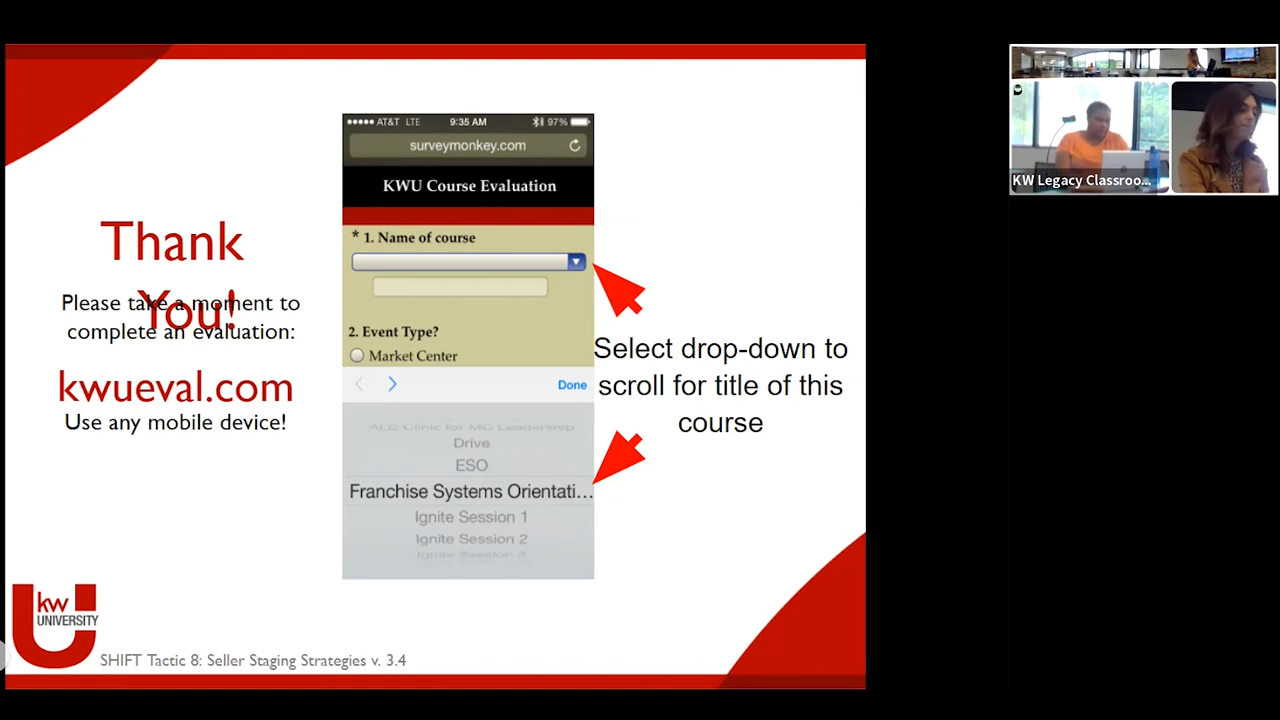 Thank
You!
Please take a moment to
complete an evaluation:
kwueval.com
Use any mobile device!
AT&T LTE 9:35 AM 97%
surveymonkey.com
KWU Course Evaluation
* 1. Name of course
2. Event Type?
Market Center
Done
ALC Clinic for MC Leadership
Drive
ESO
Franchise Systems Orientati...
Ignite Session 1
Ignite Session 2
Ignite Session 3
Select drop-down to
scroll for title of this
course
kw
UNIVERSITY
SHIFT Tactic 8: Seller Staging Strategies v. 3.4
KW Legacy Classroo...